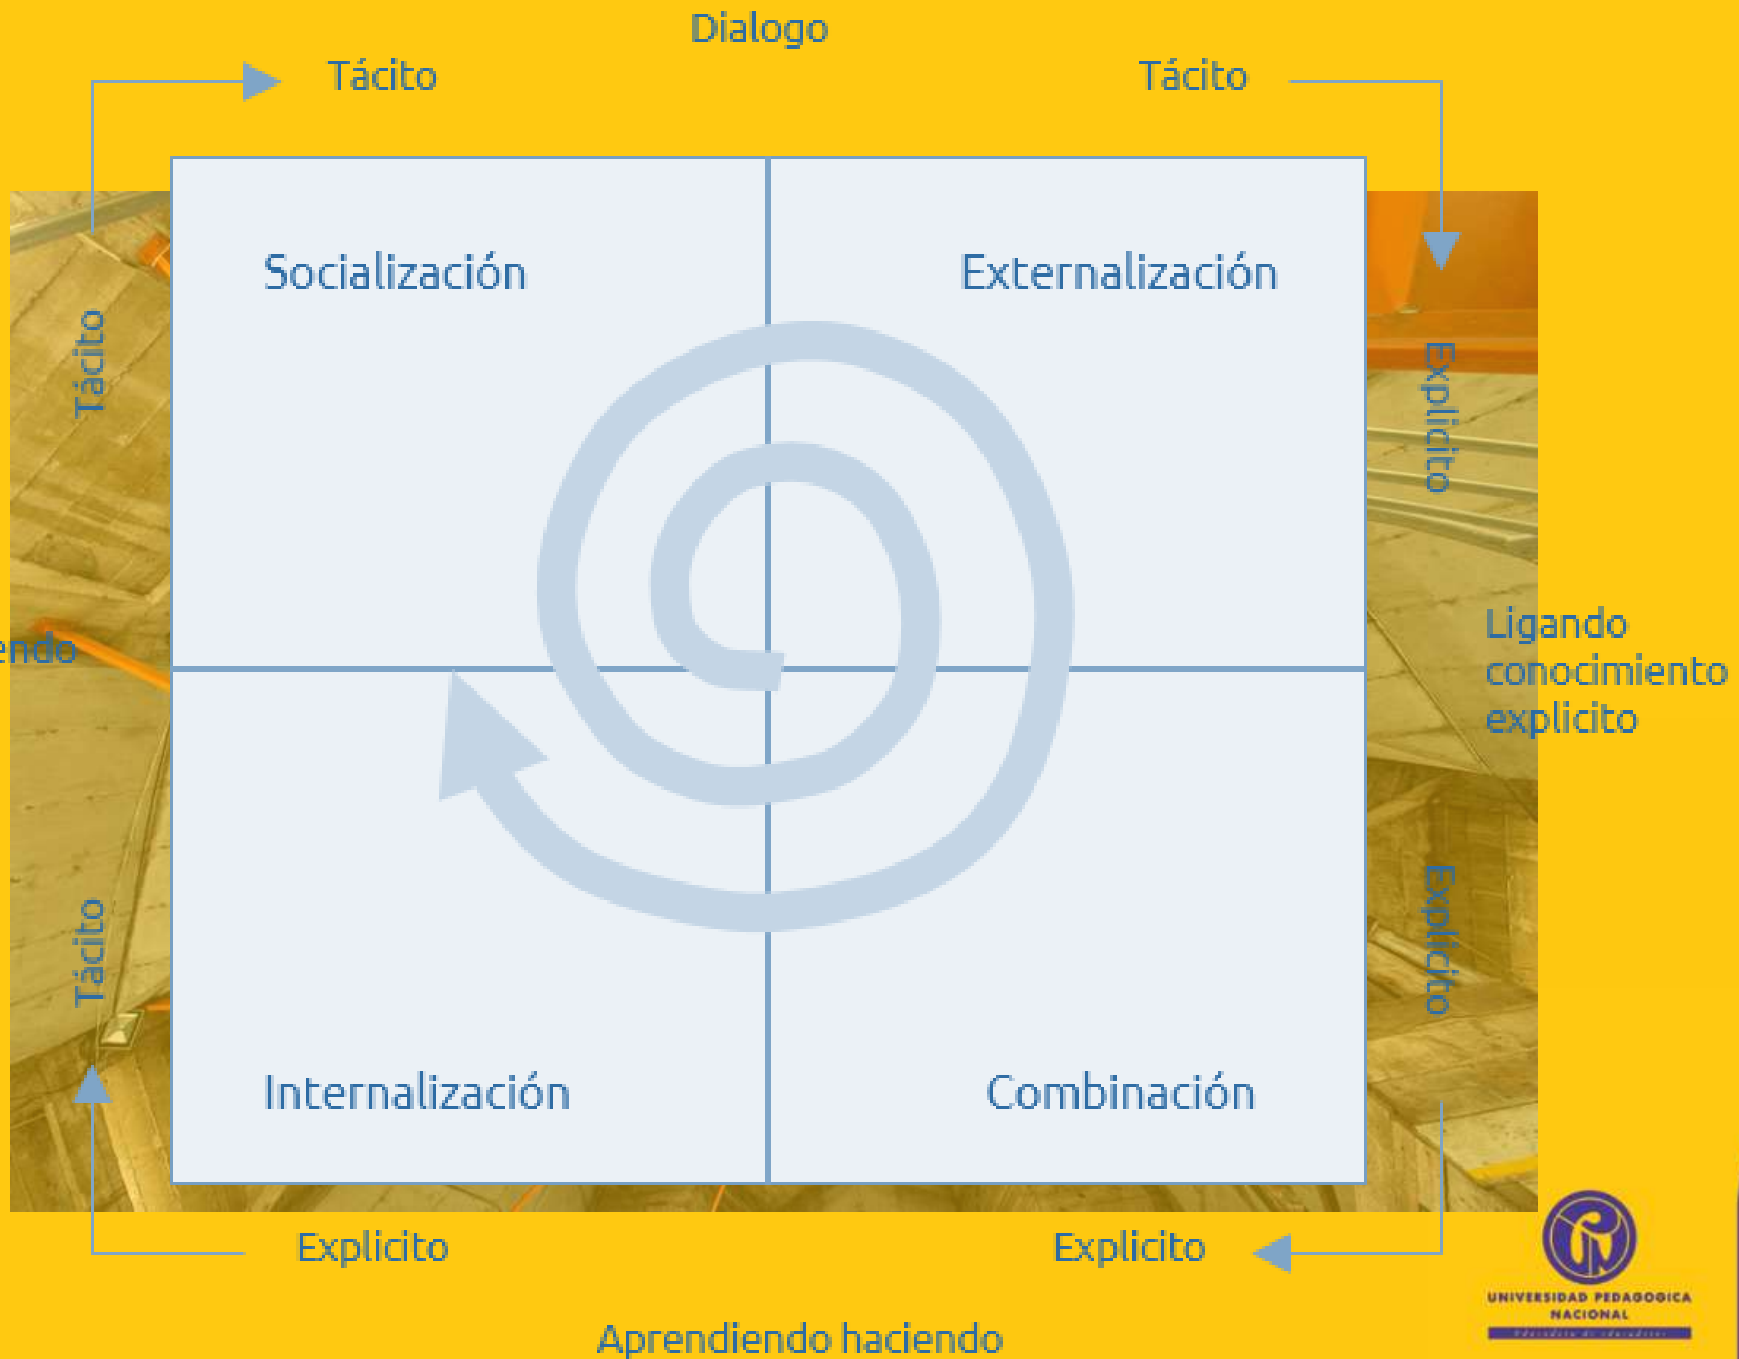 Dialogo
Tácito
Tácito
Socialización
Externalización
Tácito
Explicito
endo
Ligando
conocimiento
explicito
Tácito
Explicito
Internalización
Combinación
Explicito
Explicito
UNIVERSIDAD PEDAGOGICA
NACIONAL
Aprendiendo haciendo